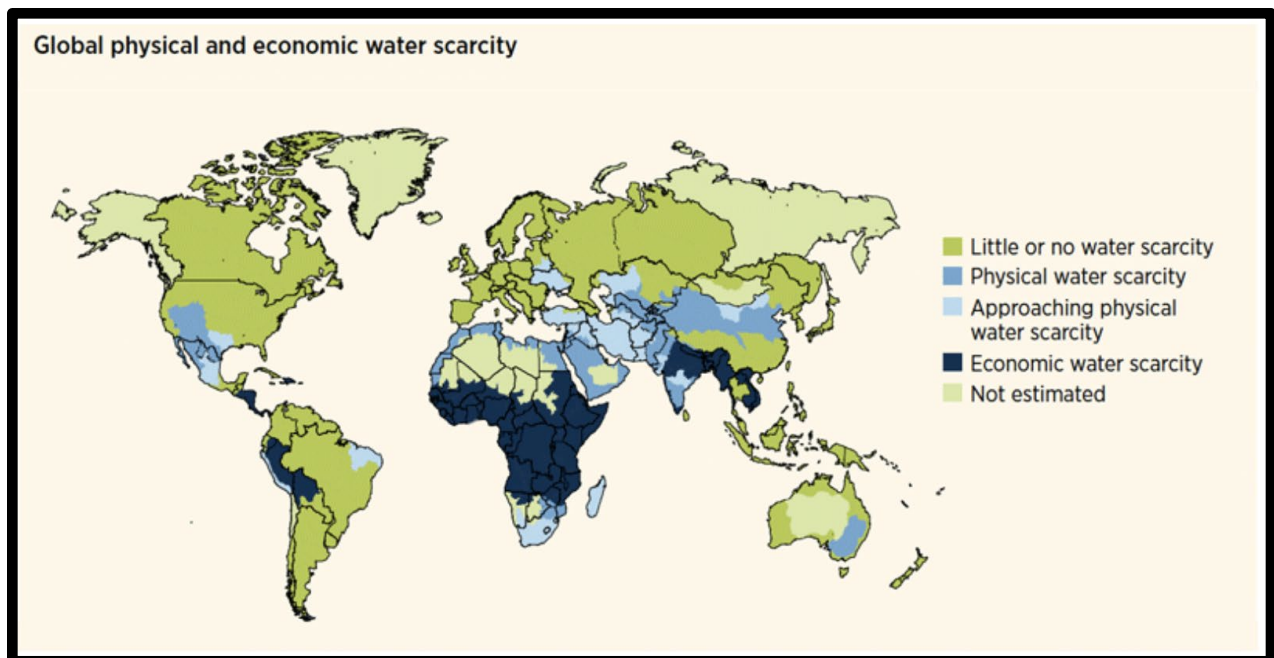 Global physical and economic water scarcity
Little or no water scarcity
Physical water scarcity
Approaching physical
water scarcity
Economic water scarcity
Not estimated